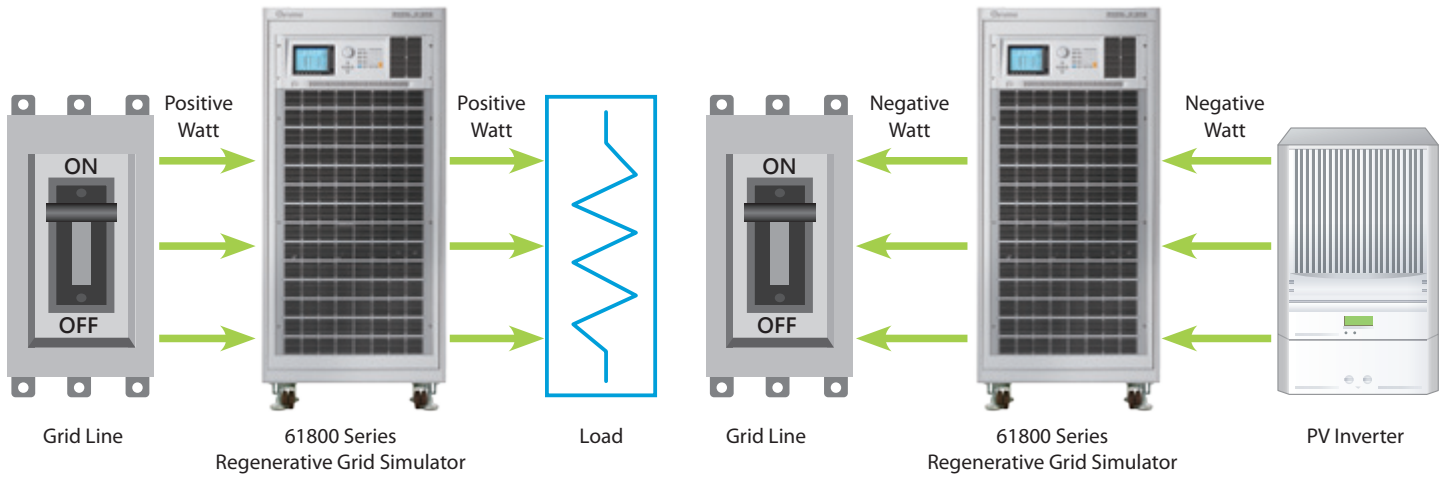 Positive
Watt
Positive
Watt
ON
OFF
Grid Line
61800 Series
Regenerative Grid Simulator
Load
Negative
Watt
Negative
Watt
ON
OFF
Grid Line
61800 Series
Regenerative Grid Simulator
PV Inverter